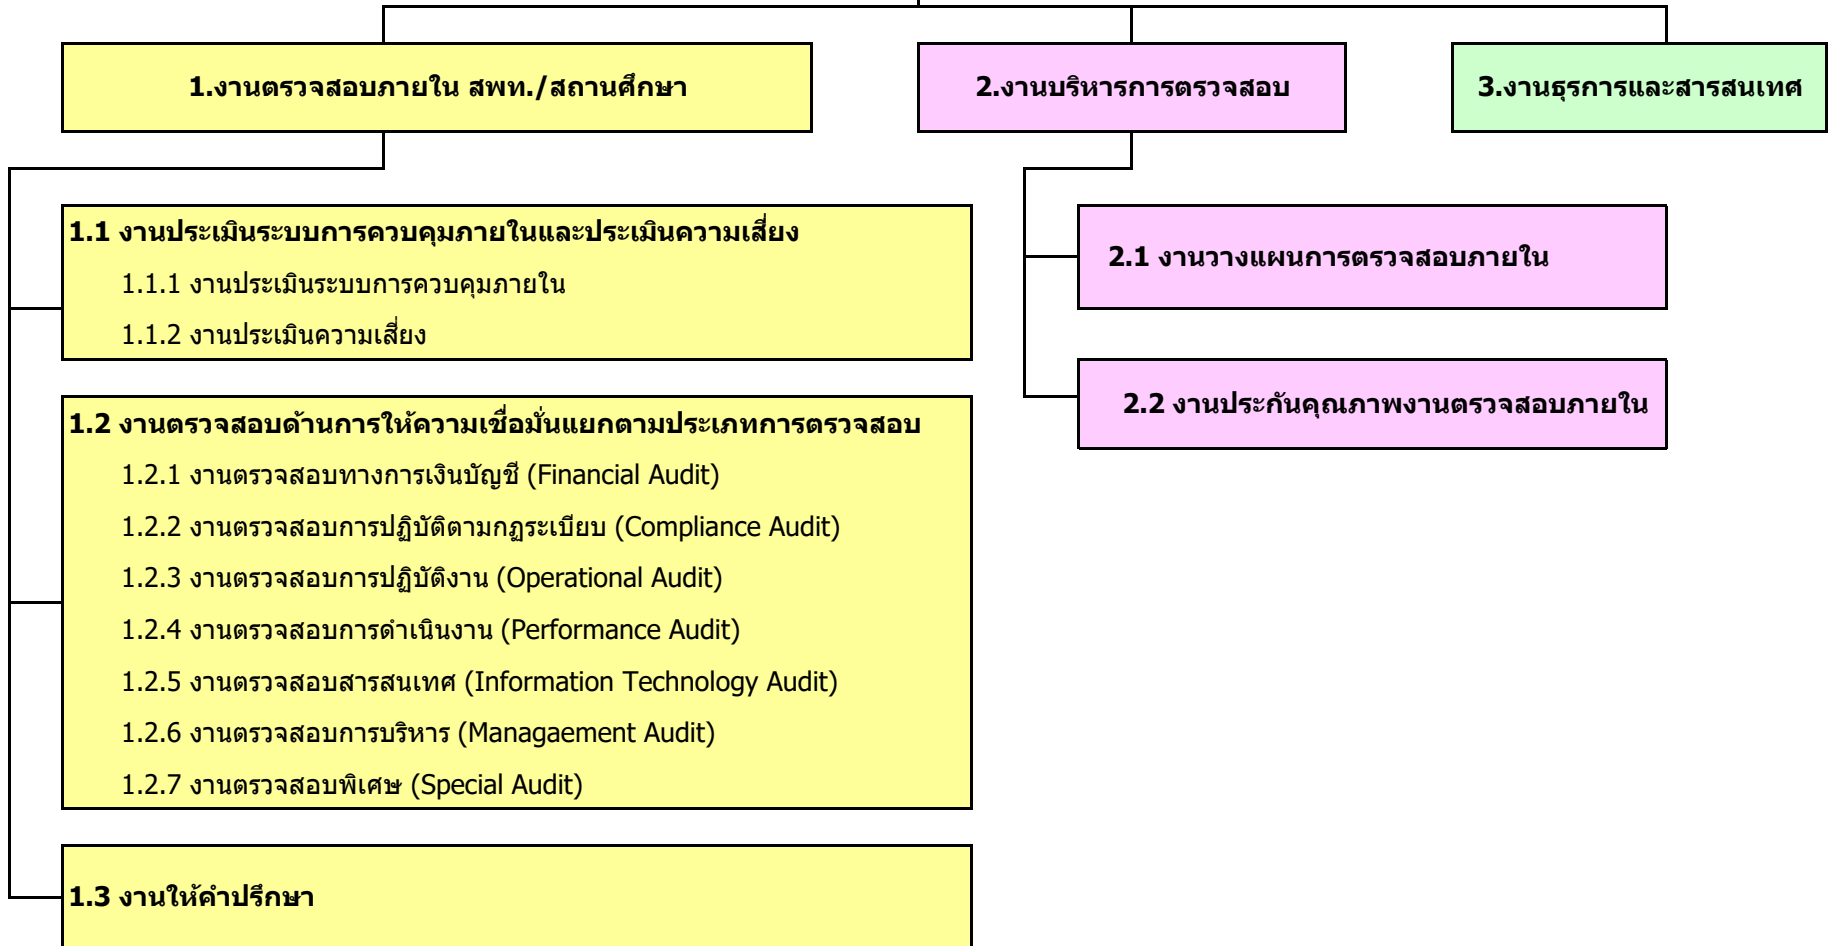 1.งานตรวจสอบภายใน สพท./สถานศึกษา
2.งานบริหารการตรวจสอบ
3.งานธุรการและสารสนเทศ
1.1 งานประเมินระบบการควบคุมภายในและประเมินความเสี่ยง
1.1.1 งานประเมินระบบการควบคุมภายใน
1.1.2 งานประเมินความเสี่ยง
1.2 งานตรวจสอบด้านการให้ความเชื่อมั่นแยกตามประเภทการตรวจสอบ
1.2.1 งานตรวจสอบทางการเงินบัญชี (Financial Audit)
1.2.2 งานตรวจสอบการปฏิบัติตามกฎระเบียบ (Compliance Audit)
1.2.3 งานตรวจสอบการปฏิบัติงาน (Operational Audit)
1.2.4 งานตรวจสอบการดำเนินงาน (Performance Audit)
1.2.5 งานตรวจสอบสารสนเทศ (Information Technology Audit)
1.2.6 งานตรวจสอบการบริหาร (Managaement Audit)
1.2.7 งานตรวจสอบพิเศษ (Special Audit)
1.3 งานให้คำปรึกษา
2.1 งานวางแผนการตรวจสอบภายใน
2.2 งานประกันคุณภาพงานตรวจสอบภายใน